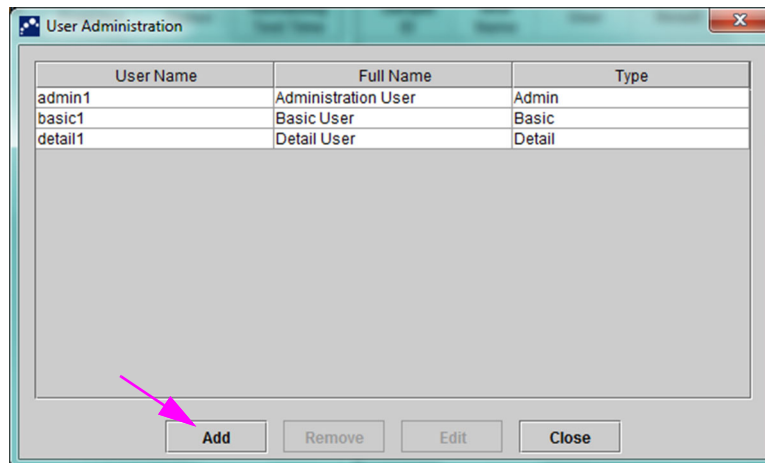 User Administration
User Name Full Name Type
admin1 Administration User Admin
basic1 Basic User Basic
detail1 Detail User Detail
Add Remove Edit Close